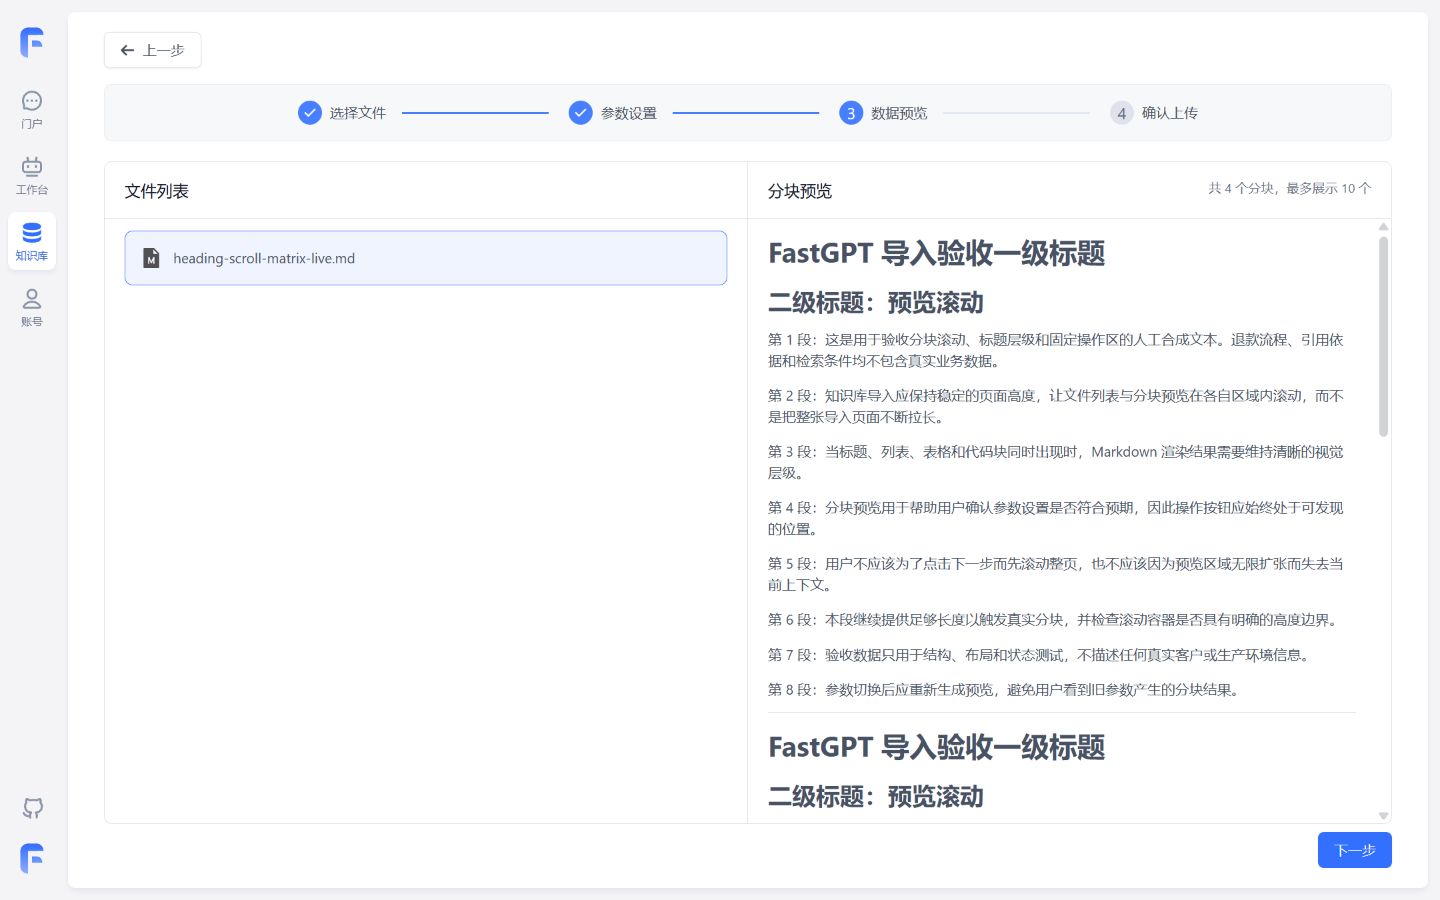 上一步
选择文件
参数设置
3 数据预览
4 确认上传
门户
工作台
知识库
账号
文件列表
M heading-scroll-matrix-live.md
分块预览
共 4 个分块，最多展示 10 个
FastGPT 导入验收一级标题
二级标题：预览滚动
第 1 段：这是用于验收分块滚动、标题层级和固定操作区的人工合成文本。退款流程、引用依
据和检索条件均不包含真实业务数据。
第 2 段：知识库导入应保持稳定的页面高度，让文件列表与分块预览在各自区域内滚动，而不
是把整张导入页面不断拉长。
第 3 段：当标题、列表、表格和代码块同时出现时，Markdown 渲染结果需要维持清晰的视觉
层级。
第 4 段：分块预览用于帮助用户确认参数设置是否符合预期，因此操作按钮应始终处于可发现
的位置。
第 5 段：用户不应该为了点击下一步而先滚动整页，也不应该因为预览区域无限扩张而失去当
前上下文。
第 6 段：本段继续提供足够长度以触发真实分块，并检查滚动容器是否具有明确的高度边界。
第 7 段：验收数据只用于结构、布局和状态测试，不描述任何真实客户或生产环境信息。
第 8 段：参数切换后应重新生成预览，避免用户看到旧参数产生的分块结果。
FastGPT 导入验收一级标题
二级标题：预览滚动
下一步